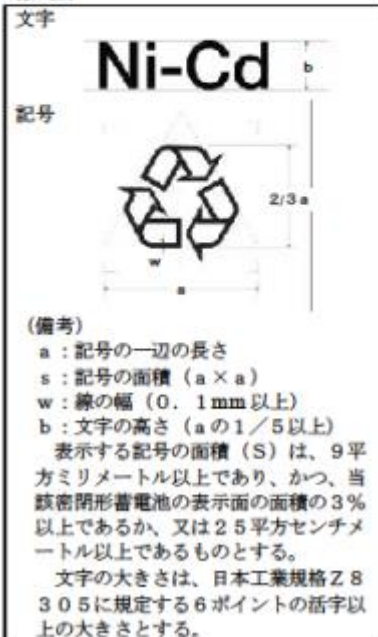 文字
Ni-Cd
b
記号
2/3a
w
a
(備考)
a:記号の一辺の長さ
s:記号の面積(a×a)
w:線の幅(0.1mm以上)
b:文字の高さ(aの1/5以上)
表示する記号の面積(S)は、9平
方ミリメートル以上であり、かつ、当
該密閉形蓄電池の表示面の面積の3%
以上であるか、又は25平方センチメ
ートル以上であるものとする。
文字の大きさは、日本工業規格Z8
305に規定する6ポイントの活字以
上の大きさとする。